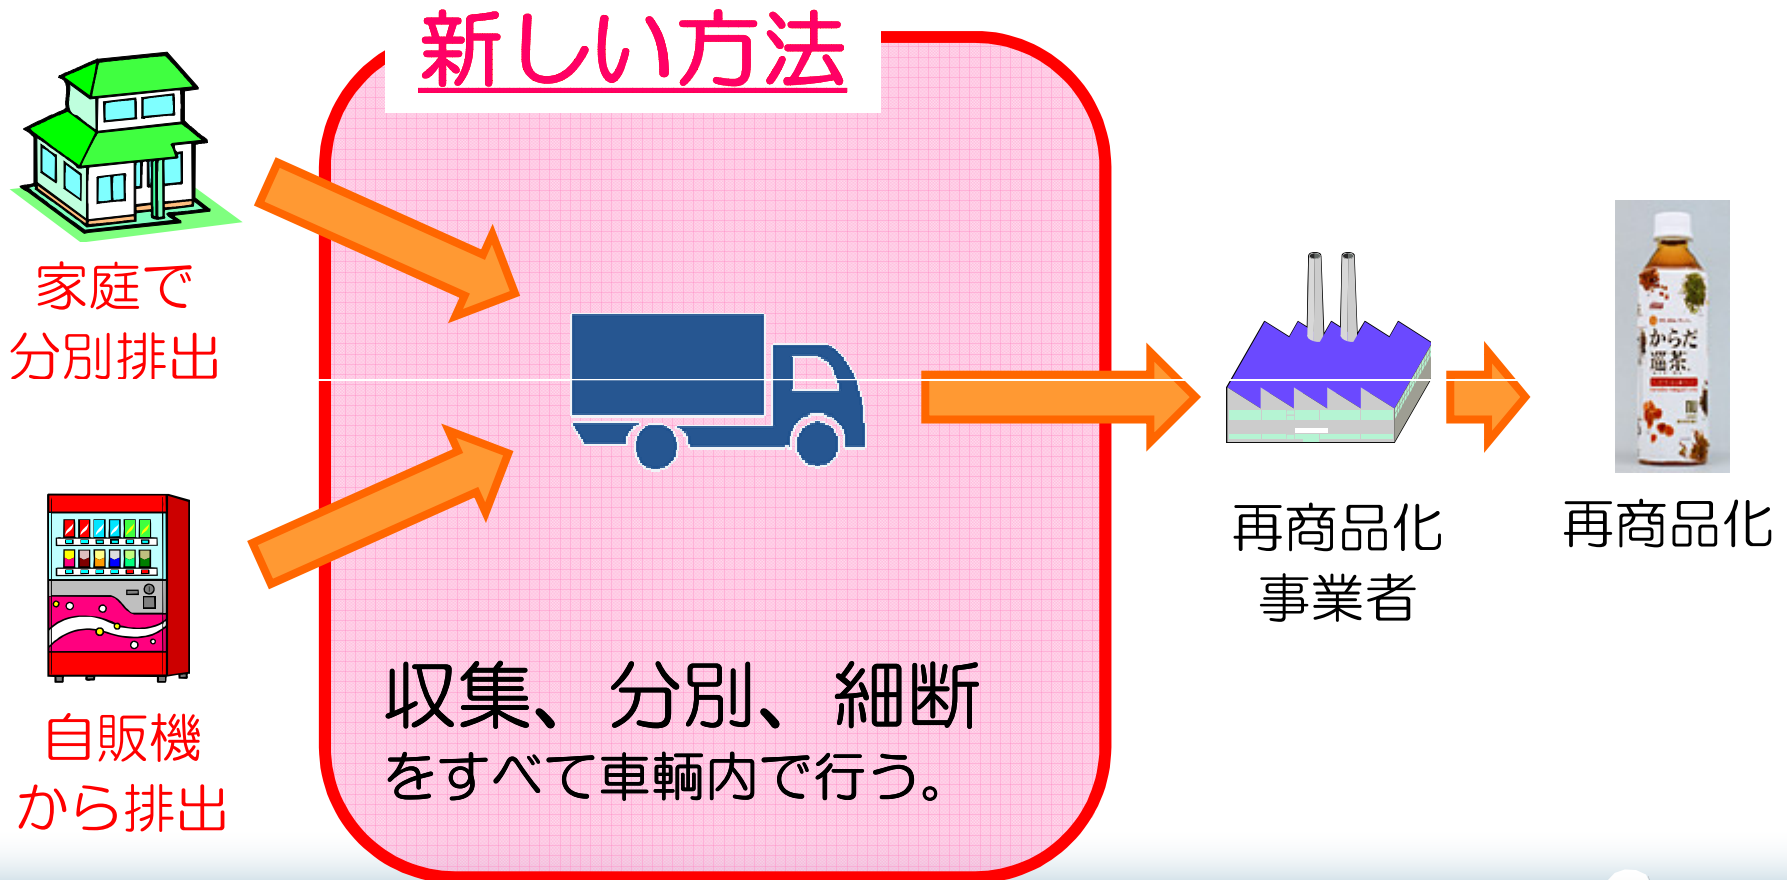 新しい方法
家庭で
分別排出
自販機
から排出
収集、分別、細断
をすべて車輌内で行う。
再商品化
事業者
からだ
巡茶
再商品化